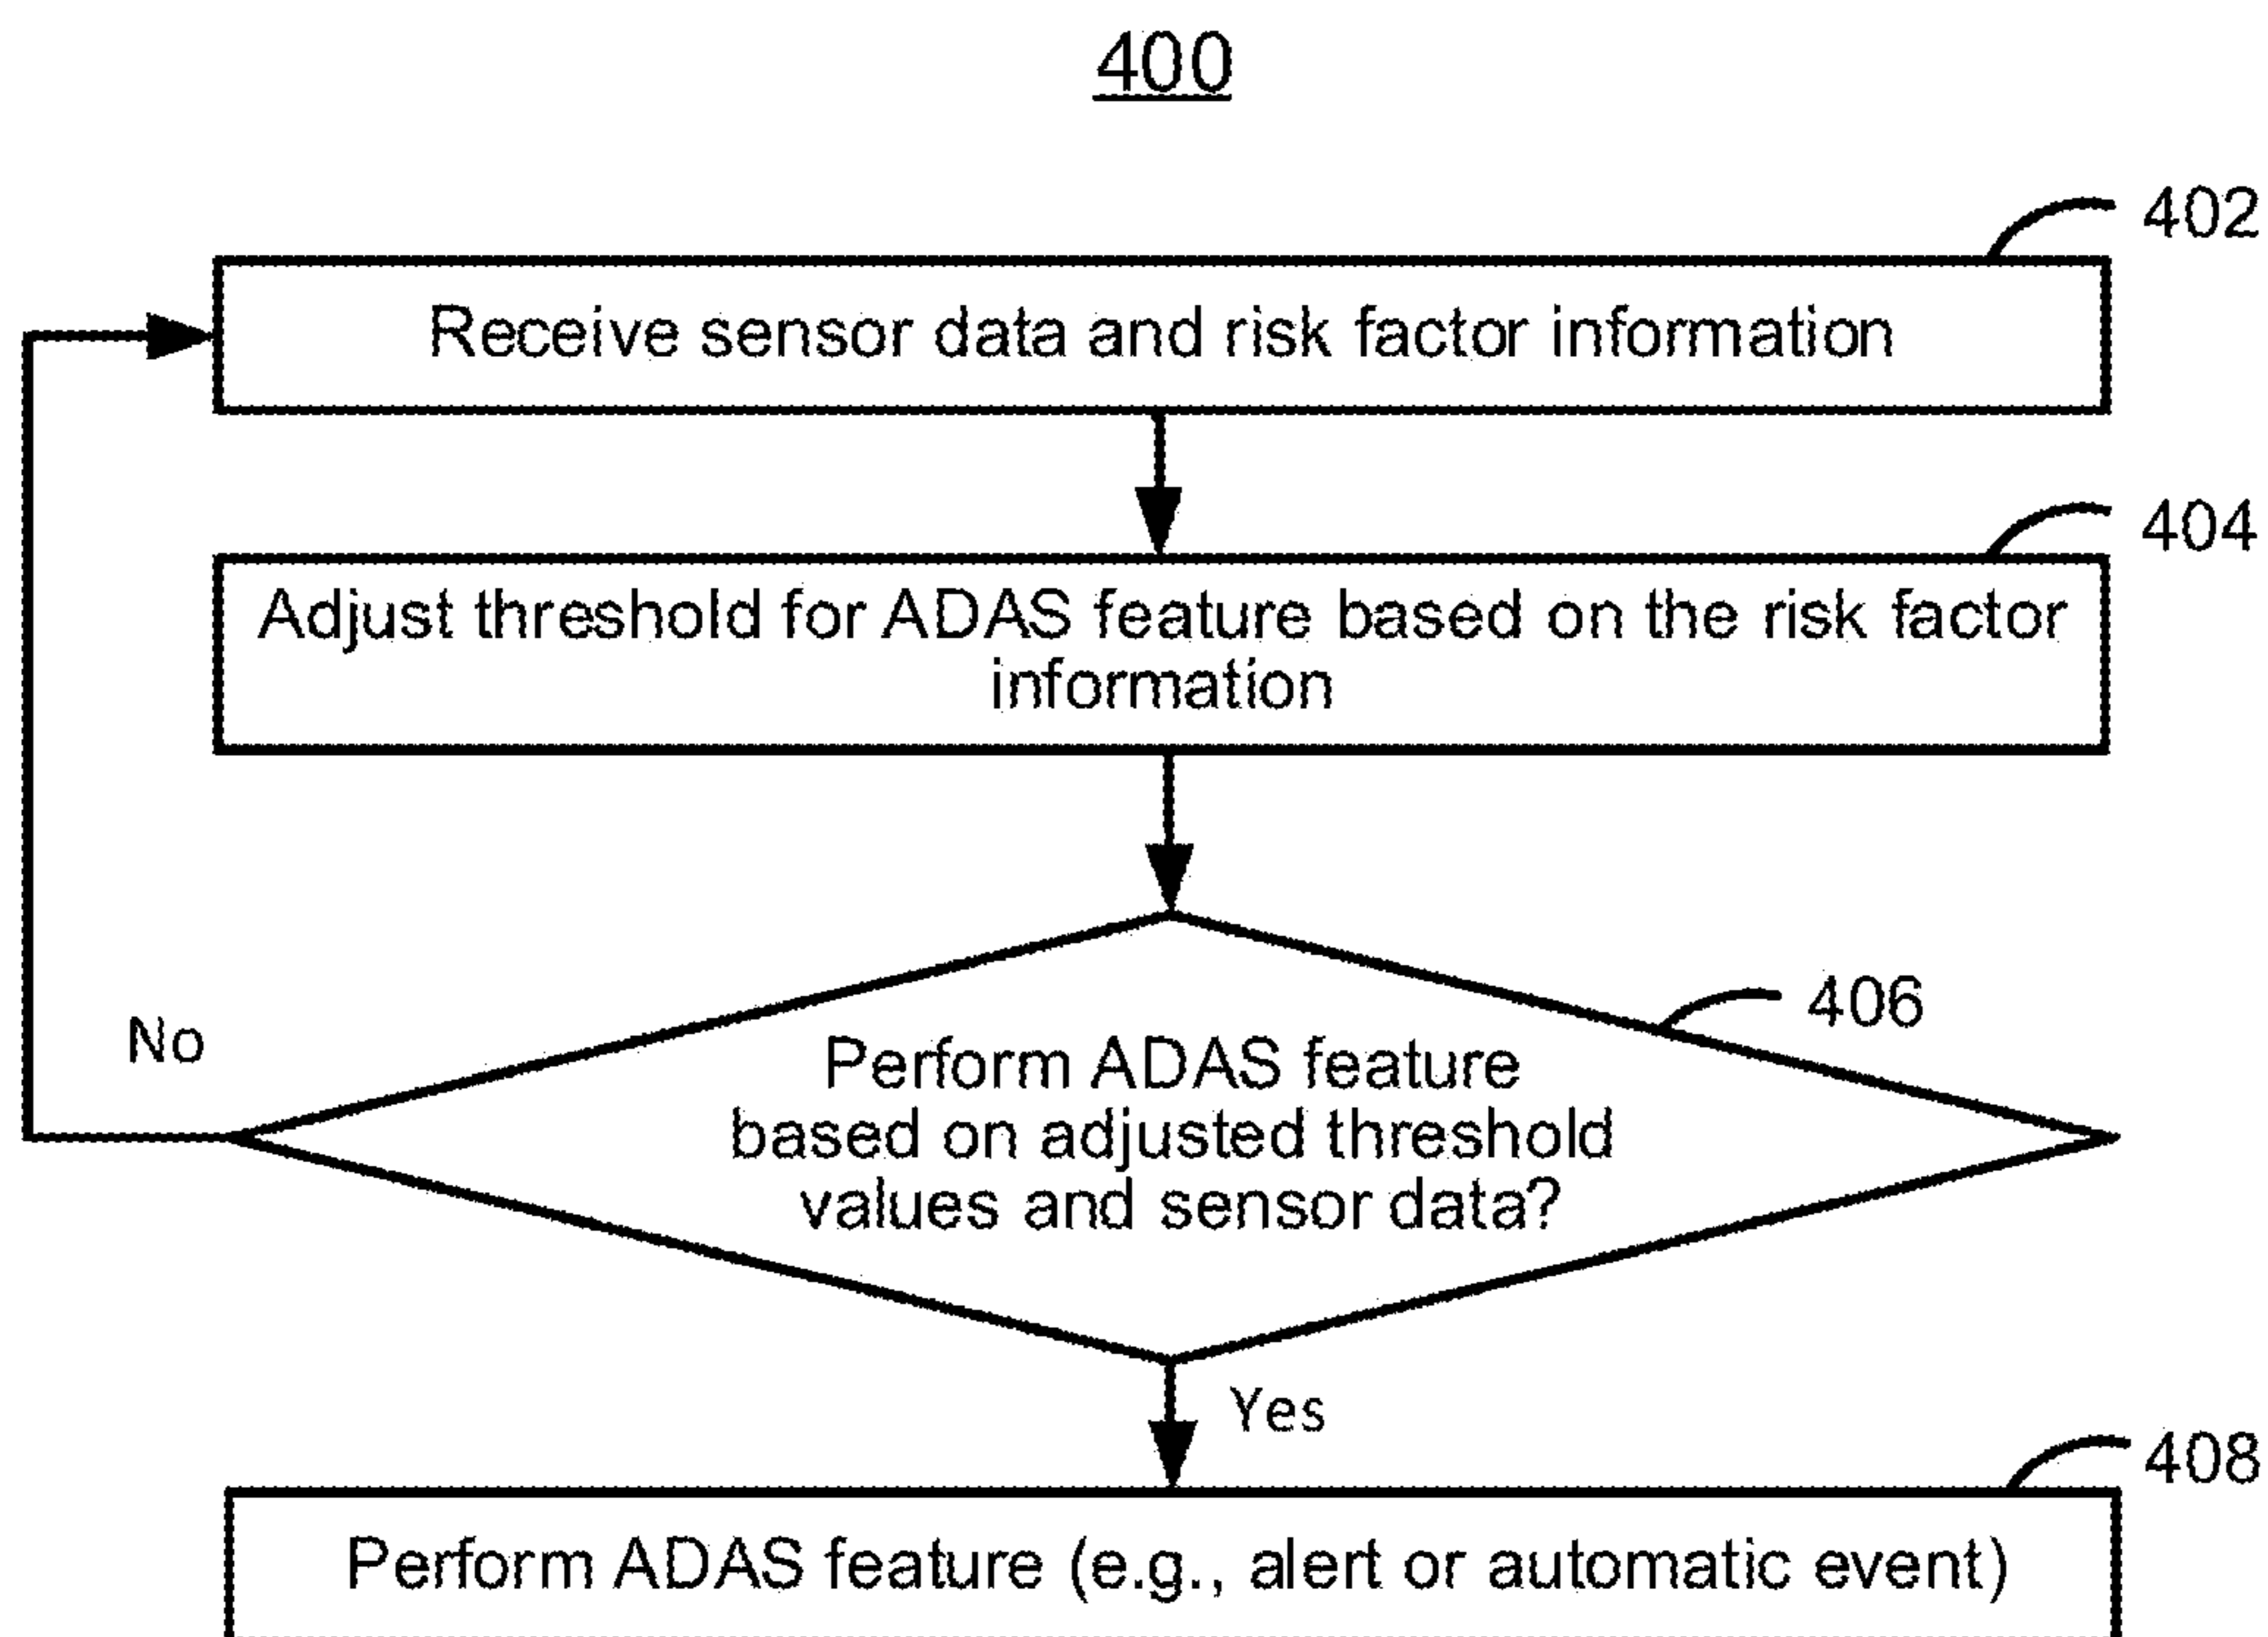 400
402
Receive sensor data and risk factor information
404
Adjust threshold for ADAS feature based on the risk factor
information
406
No
Perform ADAS feature
based on adjusted threshold
values and sensor data?
Yes
408
Perform ADAS feature (e.g., alert or automatic event)